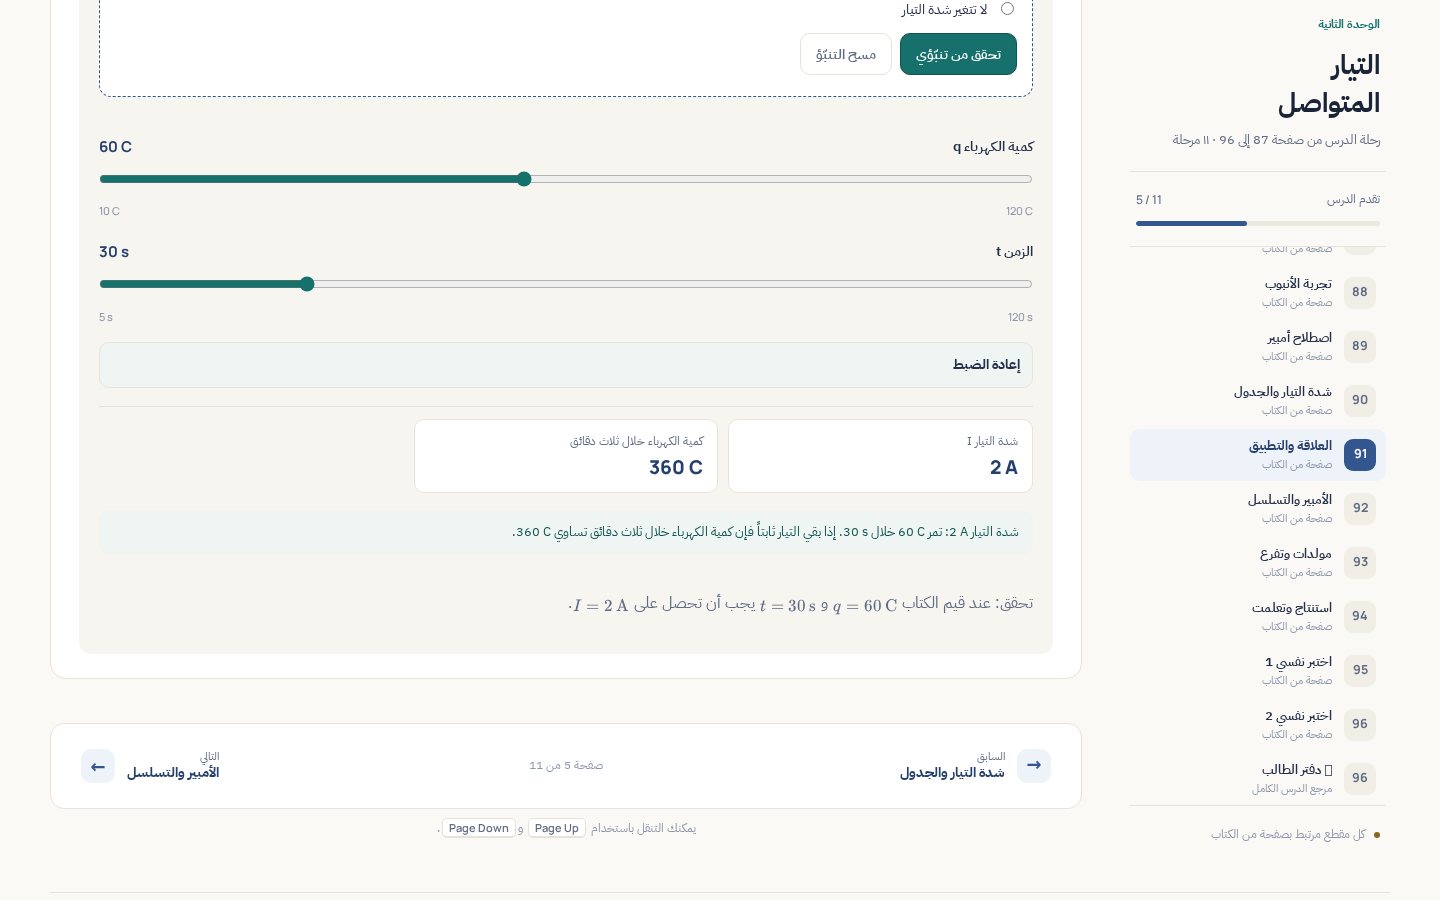 الوحدة الثانية
التيار
المتواصل
رحلة الدرس من صفحة 87 إلى 96 · ١١ مرحلة
تقدم الدرس
5 / 11
صفحة من الكتاب
88
تجربة الأنبوب
صفحة من الكتاب
89
اصطلاح أمبير
صفحة من الكتاب
90
شدة التيار والجدول
صفحة من الكتاب
91
العلاقة والتطبيق
صفحة من الكتاب
92
الأمبير والتسلسل
صفحة من الكتاب
93
مولدات وتفرع
صفحة من الكتاب
94
استنتاج وتعلمت
صفحة من الكتاب
95
اختبر نفسي 1
صفحة من الكتاب
96
اختبر نفسي 2
صفحة من الكتاب
96
دفتر الطالب
مرجع الدرس الكامل
كل مقطع مرتبط بصفحة من الكتاب
لا تتغير شدة التيار
تحقق من تنبّؤي
مسح التنبّؤ
كمية الكهرباء q
60 C
120 C
10 C
الزمن t
30 s
120 s
5 s
إعادة الضبط
شدة التيار I
2 A
كمية الكهرباء خلال ثلاث دقائق
360 C
شدة التيار 2 A: تمر 60 C خلال 30 s. إذا بقي التيار ثابتاً فإن كمية الكهرباء خلال ثلاث دقائق تساوي 360 C.
تحقق: عند قيم الكتاب q = 60 C و t = 30 s يجب أن تحصل على I = 2 A.
السابق
شدة التيار والجدول
صفحة 5 من 11
التالي
الأمبير والتسلسل
يمكنك التنقل باستخدام Page Up و Page Down.